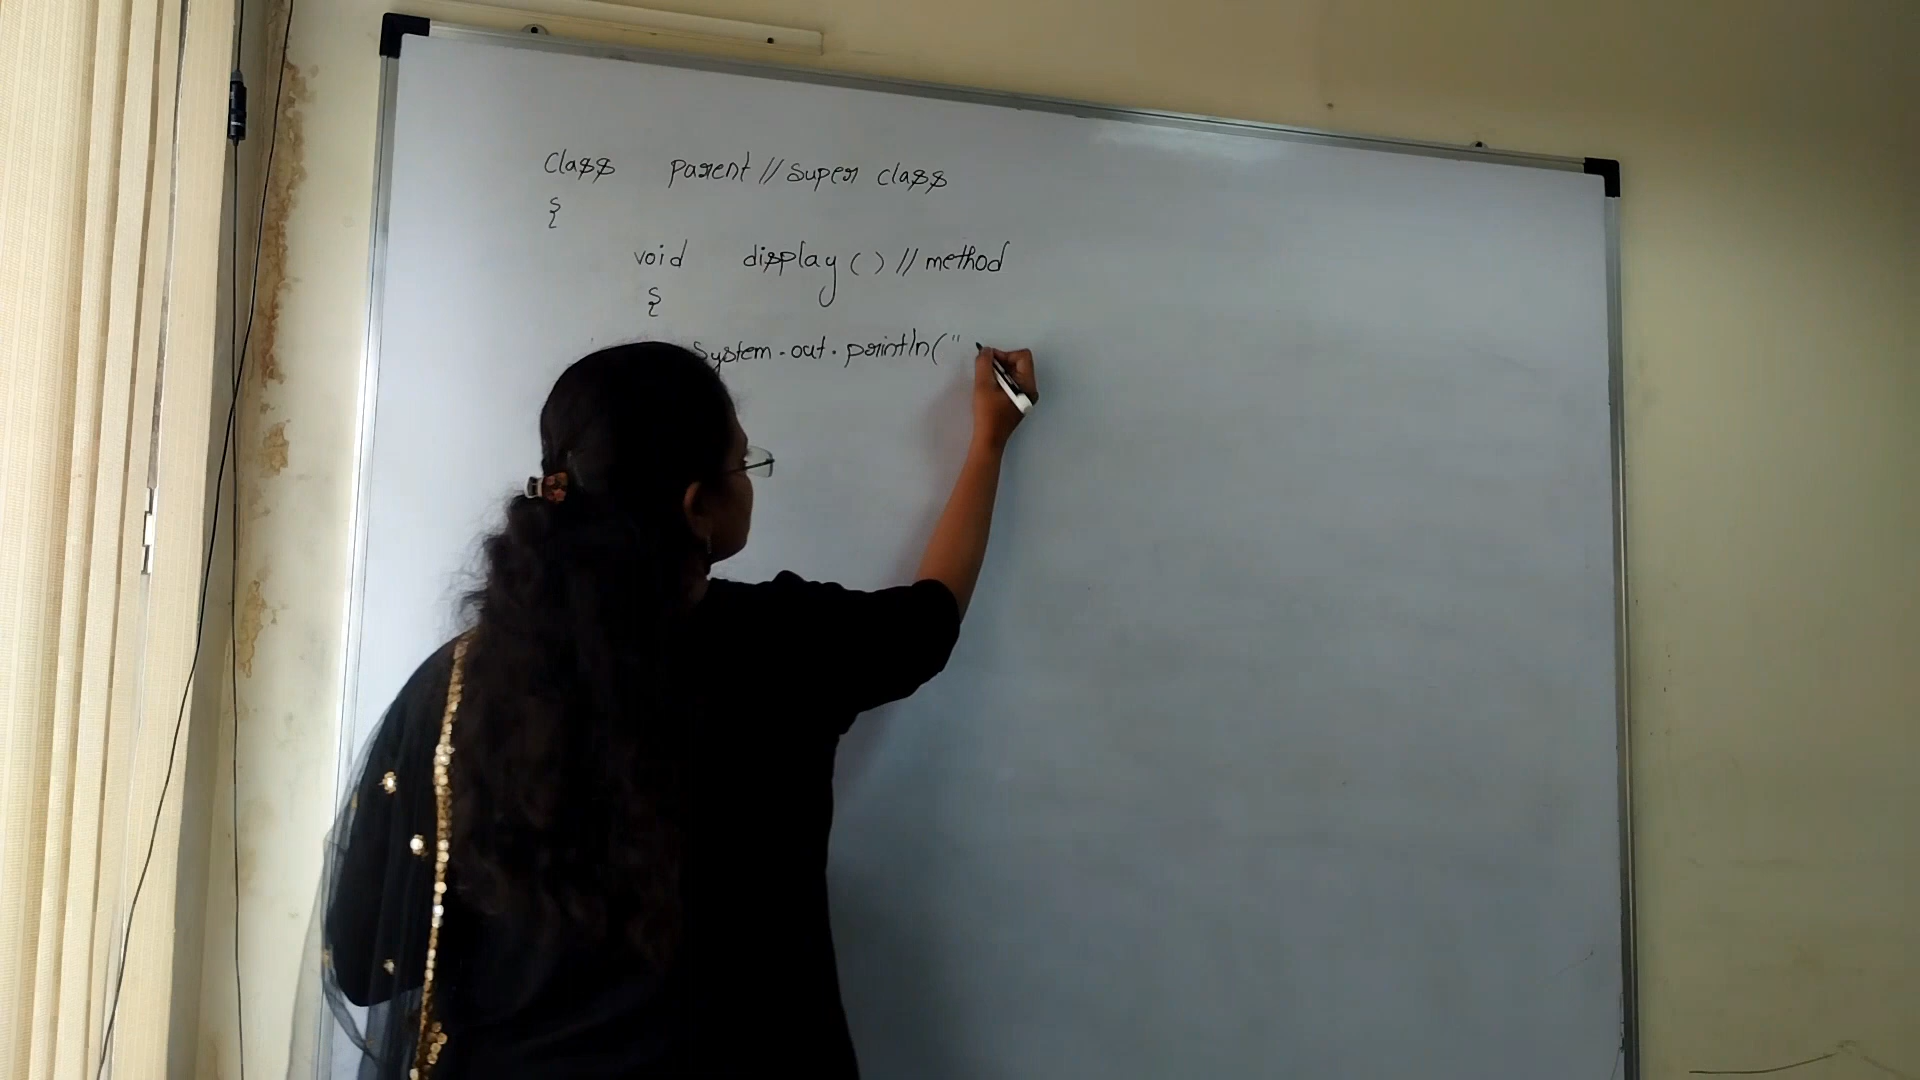 class parent // super class
{
void display () // method
{
System.out.println("